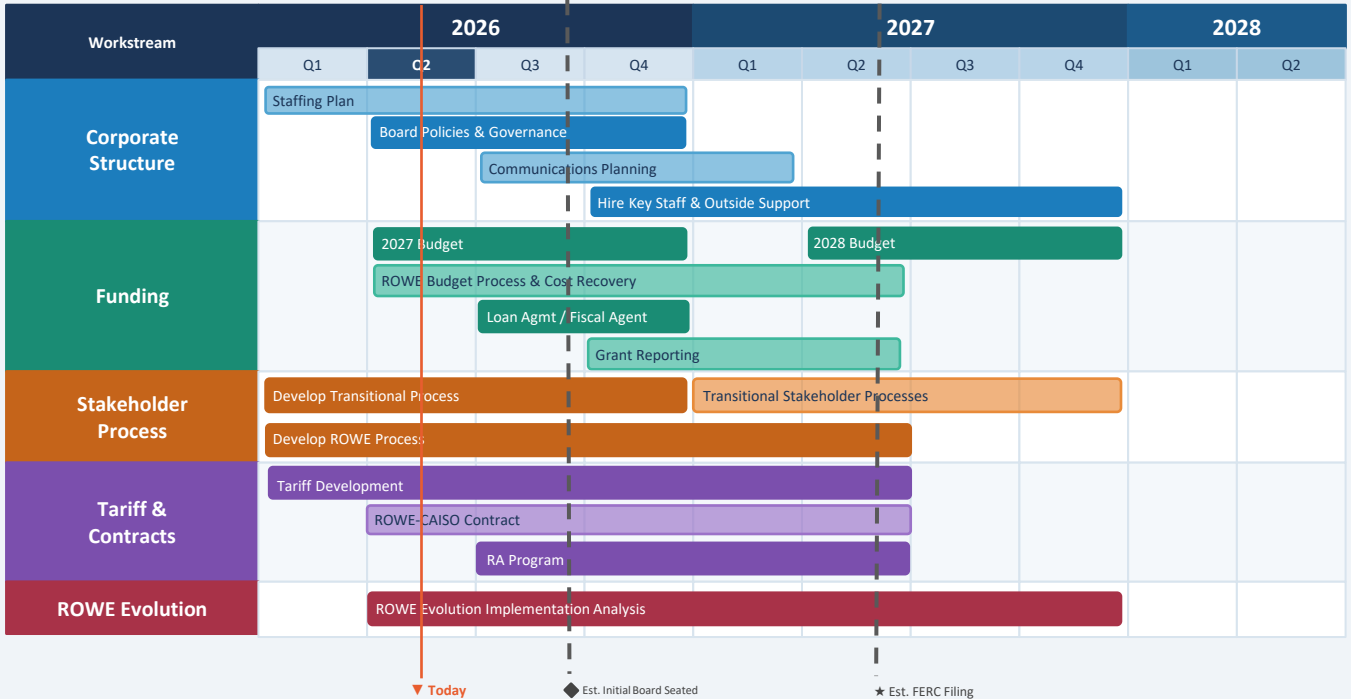 Workstream
2026
2027
2028
Q1
Q2
Q3
Q4
Q1
Q2
Q3
Q4
Q1
Q2
Corporate
Structure
Staffing Plan
Board Policies & Governance
Communications Planning
Hire Key Staff & Outside Support
Funding
2027 Budget
2028 Budget
ROWE Budget Process & Cost Recovery
Loan Agmt / Fiscal Agent
Grant Reporting
Stakeholder
Process
Develop Transitional Process
Transitional Stakeholder Processes
Develop ROWE Process
Tariff &
Contracts
Tariff Development
ROWE-CAISO Contract
RA Program
ROWE Evolution
ROWE Evolution Implementation Analysis
▼ Today
◆ Est. Initial Board Seated
★ Est. FERC Filing